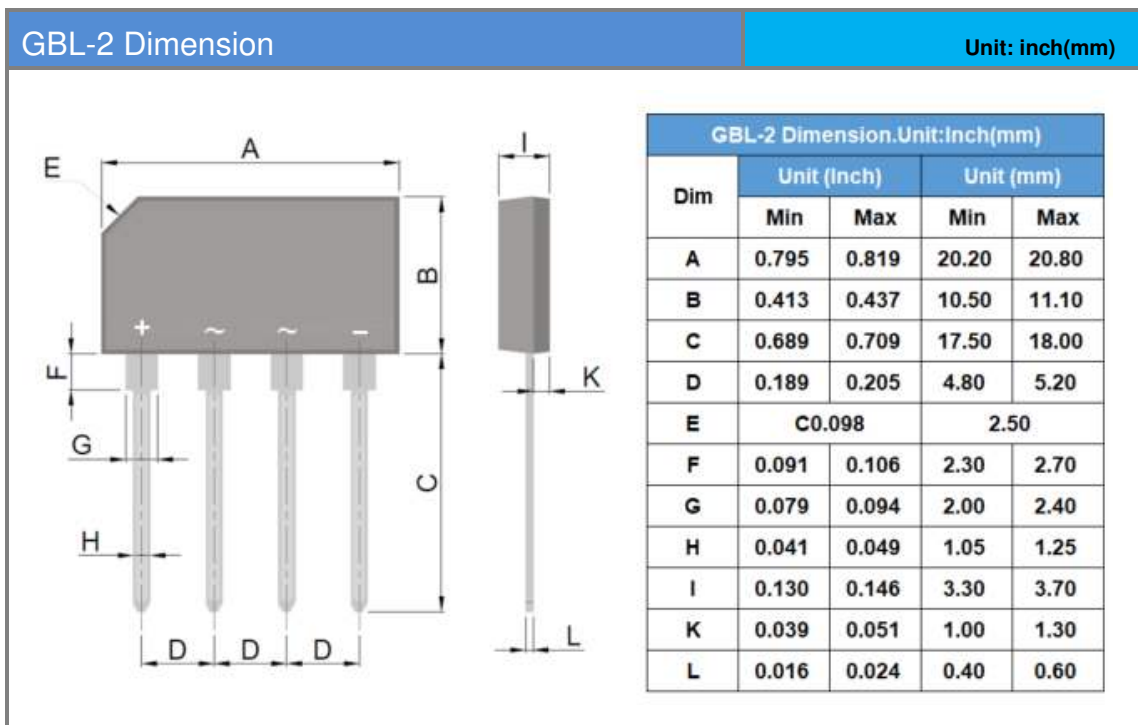 GBL-2 Dimension
Unit: inch(mm)
A
E
B
+ ~ ~ -
F
G
C
H
D D D
I
K
L
GBL-2 Dimension.Unit:Inch(mm)
Dim Unit (Inch) Unit (mm)
Min Max Min Max
A 0.795 0.819 20.20 20.80
B 0.413 0.437 10.50 11.10
C 0.689 0.709 17.50 18.00
D 0.189 0.205 4.80 5.20
E C0.098 2.50
F 0.091 0.106 2.30 2.70
G 0.079 0.094 2.00 2.40
H 0.041 0.049 1.05 1.25
I 0.130 0.146 3.30 3.70
K 0.039 0.051 1.00 1.30
L 0.016 0.024 0.40 0.60